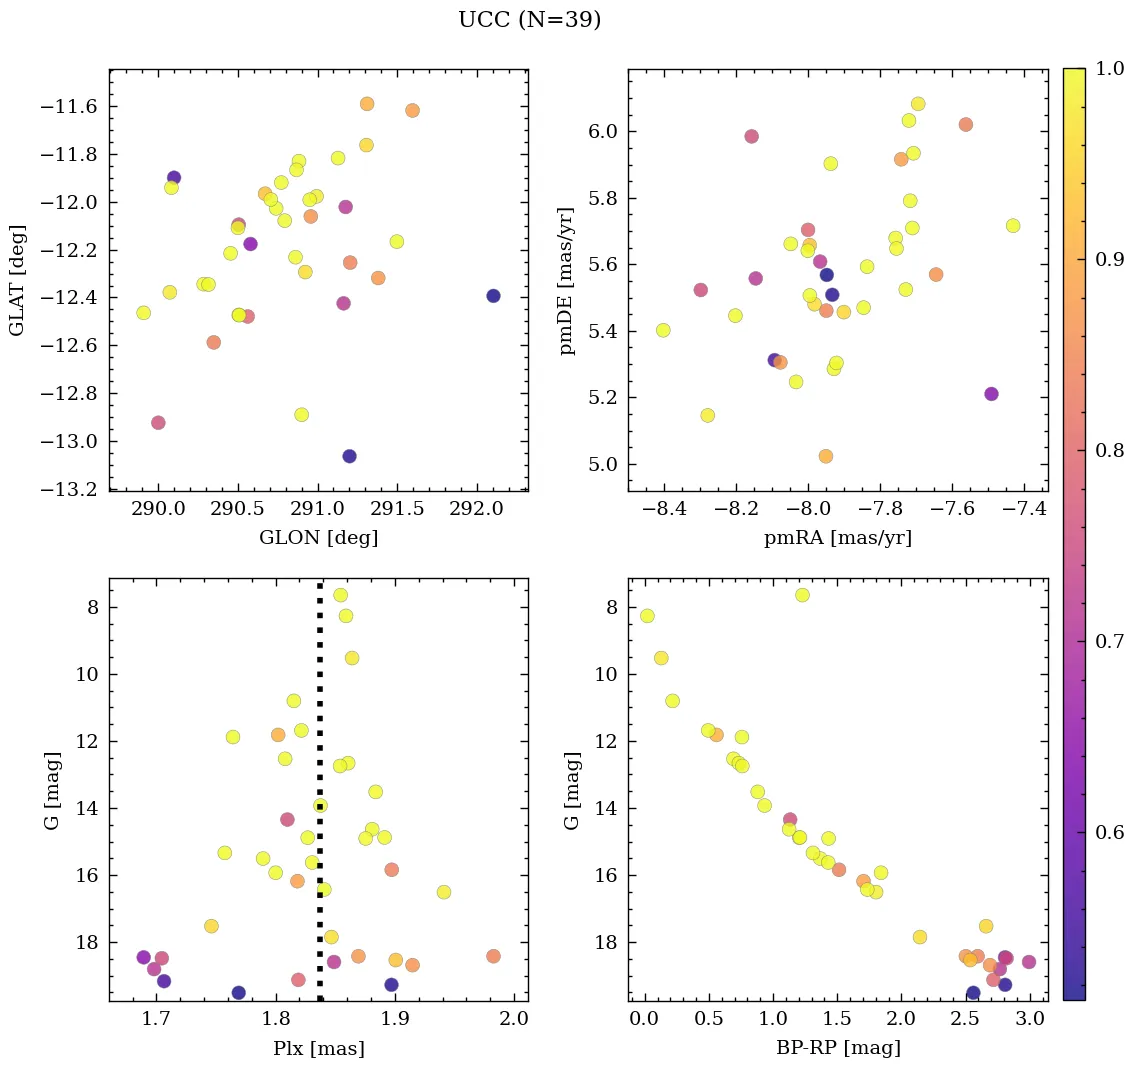 UCC (N=39)
−11.6
−11.8
−12.0
−12.2
−12.4
−12.6
−12.8
−13.0
−13.2
GLAT [deg]
290.0 290.5 291.0 291.5 292.0
GLON [deg]
6.0
5.8
5.6
5.4
5.2
5.0
pmDE [mas/yr]
−8.4 −8.2 −8.0 −7.8 −7.6 −7.4
pmRA [mas/yr]
1.0
0.9
0.8
0.7
0.6
8
10
12
14
16
18
G [mag]
1.7 1.8 1.9 2.0
Plx [mas]
8
10
12
14
16
18
G [mag]
0.0 0.5 1.0 1.5 2.0 2.5 3.0
BP-RP [mag]